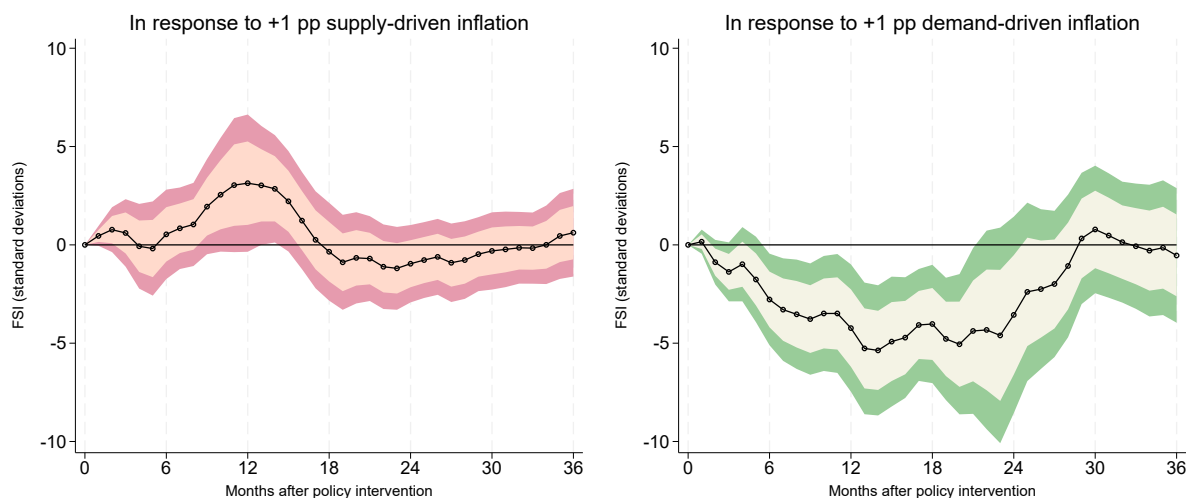 In response to +1 pp supply-driven inflation
10
5
0
-5
-10
FSI (standard deviations)
0 6 12 18 24 30 36
Months after policy intervention
In response to +1 pp demand-driven inflation
10
5
0
-5
-10
FSI (standard deviations)
0 6 12 18 24 30 36
Months after policy intervention